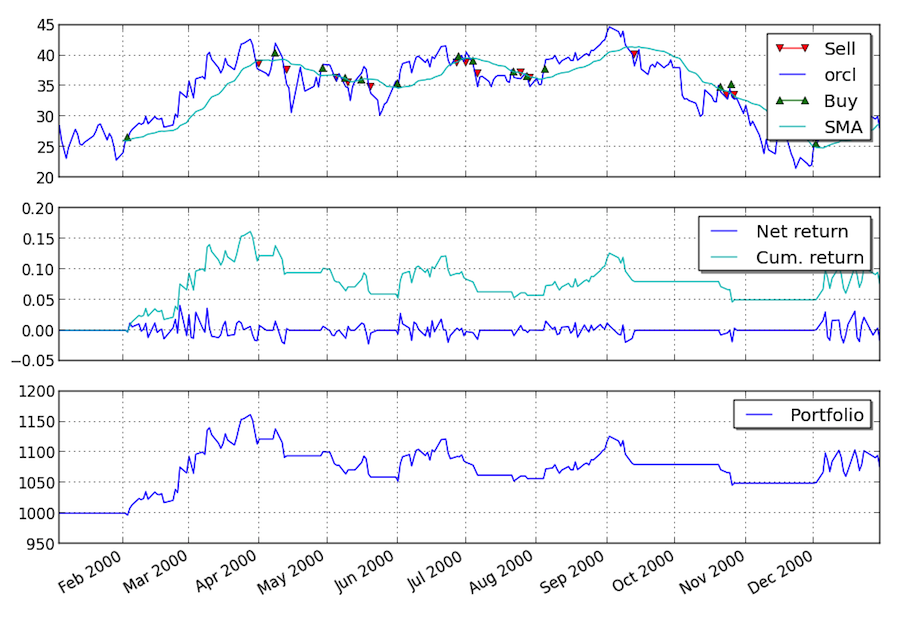 45
40
35
30
25
20
Sell
orcl
Buy
SMA
0.20
0.15
0.10
0.05
0.00
−0.05
Net return
Cum. return
1200
1150
1100
1050
1000
950
Portfolio
Feb 2000
Mar 2000
Apr 2000
May 2000
Jun 2000
Jul 2000
Aug 2000
Sep 2000
Oct 2000
Nov 2000
Dec 2000